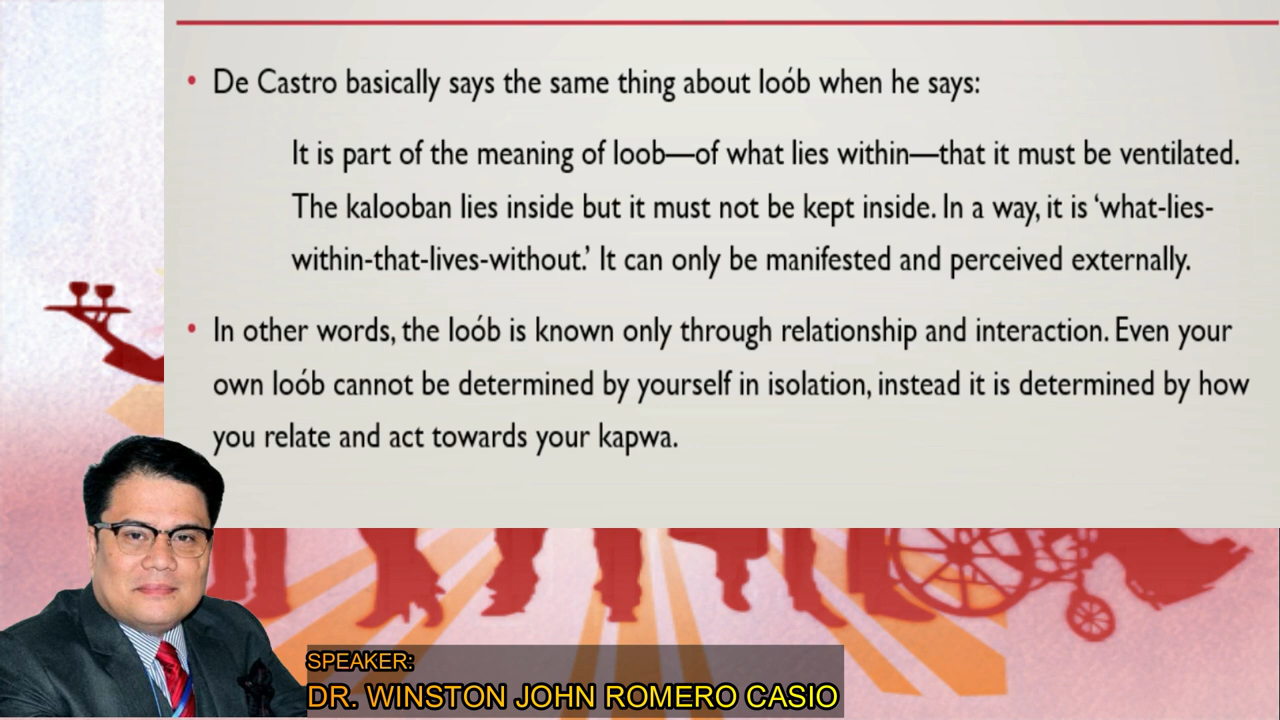 • De Castro basically says the same thing about loób when he says:
It is part of the meaning of loob—of what lies within—that it must be ventilated.
The kalooban lies inside but it must not be kept inside. In a way, it is ‘what-lies-
within-that-lives-without.’ It can only be manifested and perceived externally.
• In other words, the loób is known only through relationship and interaction. Even your
own loób cannot be determined by yourself in isolation, instead it is determined by how
you relate and act towards your kapwa.
SPEAKER:
DR. WINSTON JOHN ROMERO CASIO